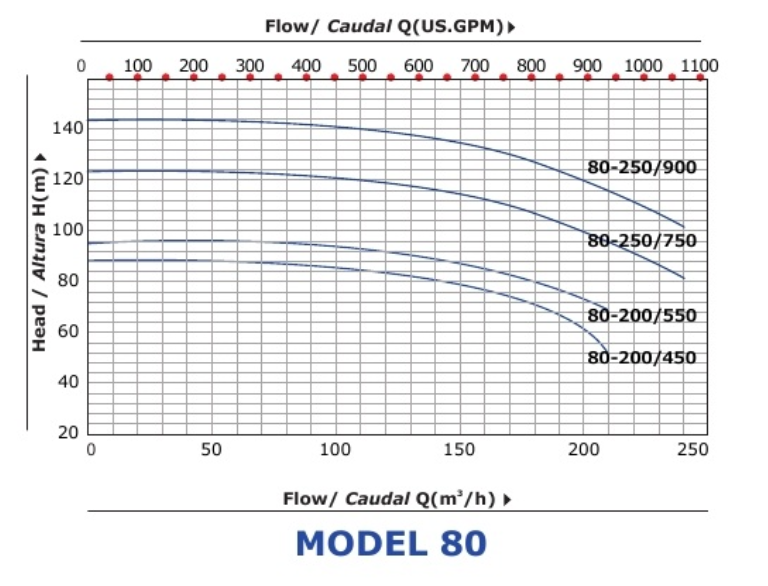 Flow/ Caudal Q(US.GPM)
0 100 200 300 400 500 600 700 800 900 1000 1100
Head / Altura H(m)
140
120
100
80
60
40
20
80-250/900
80-250/750
80-200/550
80-200/450
0 50 100 150 200 250
Flow/ Caudal Q(m³/h)
MODEL 80